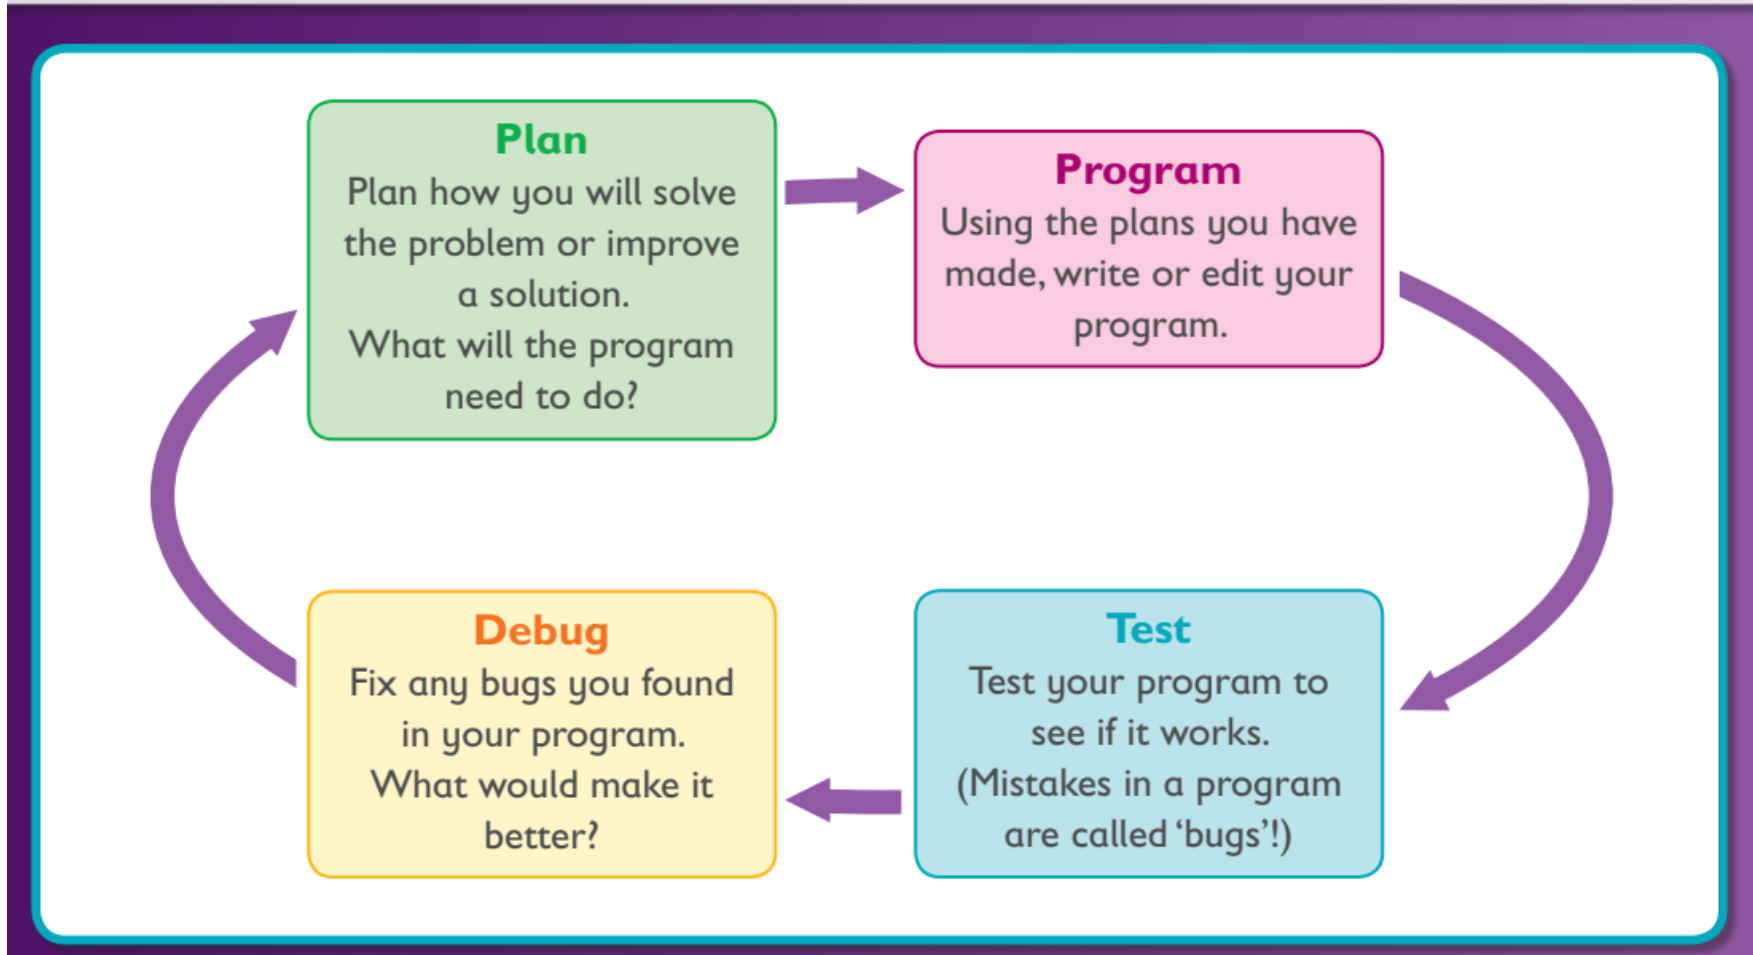 Plan
Plan how you will solve
the problem or improve
a solution.
What will the program
need to do?
Program
Using the plans you have
made, write or edit your
program.
Test
Test your program to
see if it works.
(Mistakes in a program
are called ‘bugs’!)
Debug
Fix any bugs you found
in your program.
What would make it
better?